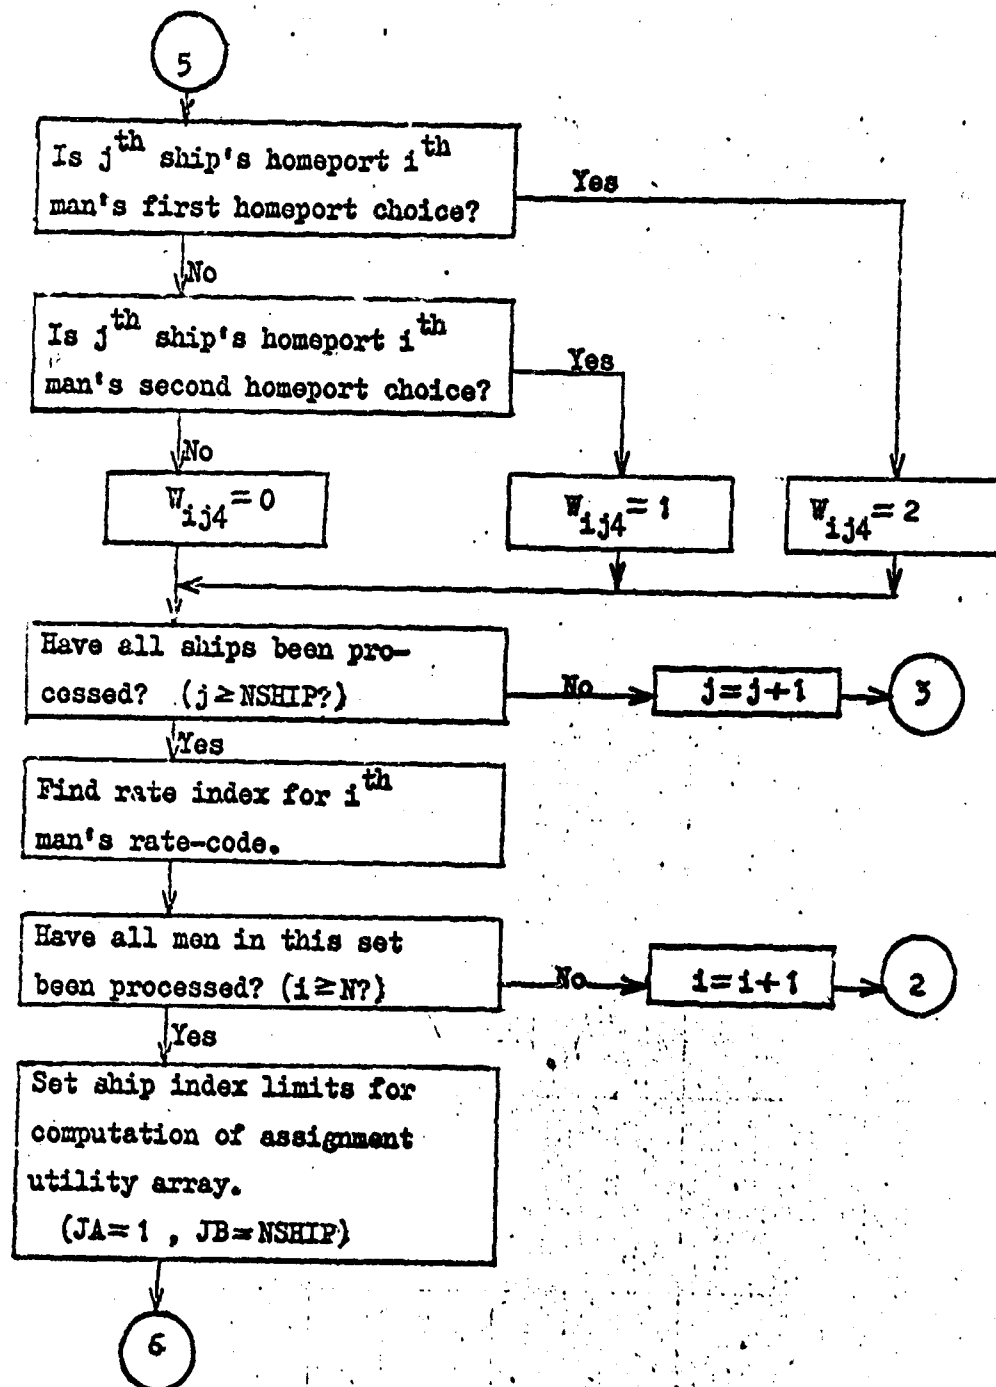 5
Is j^th ship's homeport i^th
man's first homeport choice?
Yes
No
Is j^th ship's homeport i^th
man's second homeport choice?
Yes
No
W_ij4 = 0
W_ij4 = 1
W_ij4 = 2
Have all ships been pro-
cessed? (j ≥ NSHIP?)
No
j = j + 1
3
Yes
Find rate index for i^th
man's rate-code.
Have all men in this set
been processed? (i ≥ N?)
No
i = i + 1
2
Yes
Set ship index limits for
computation of assignment
utility array.
(JA = 1 , JB = NSHIP)
6